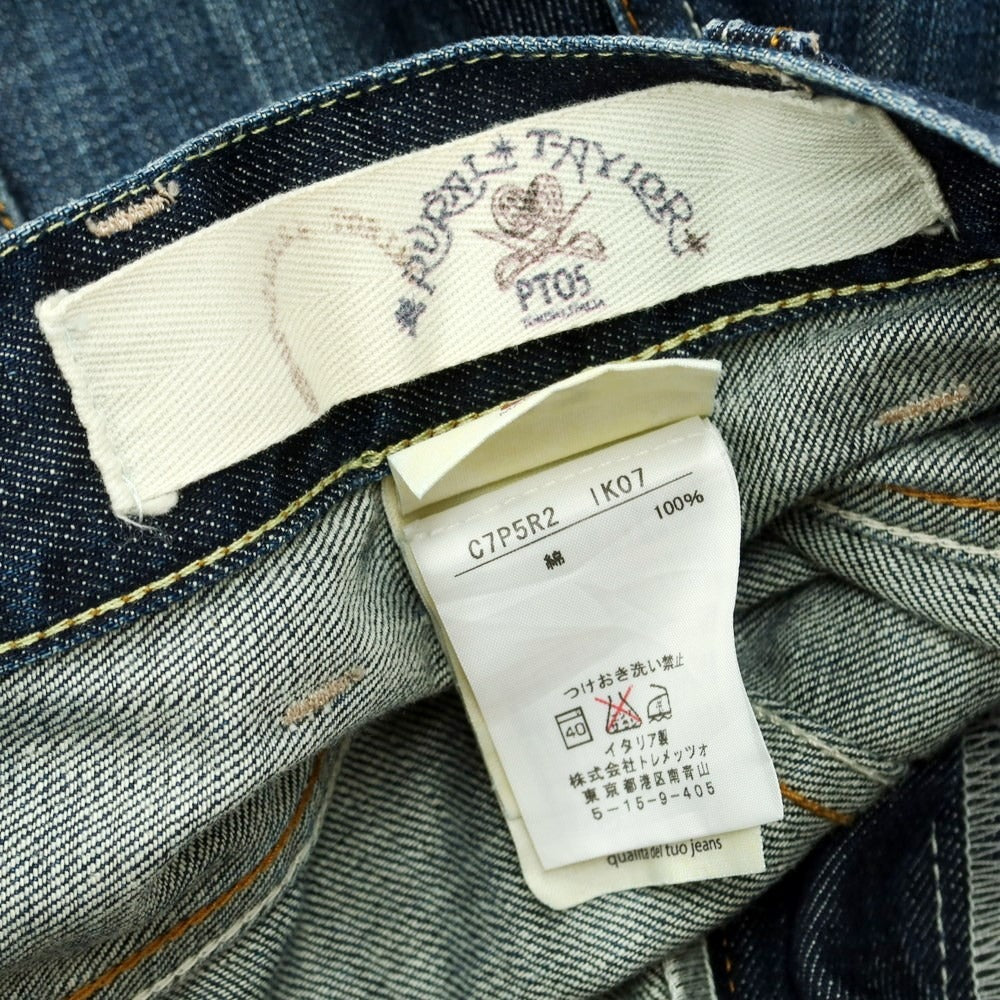 RURAL TAYLOR
PT05
C7P5R2 IK07
綿 100%
つけおき洗い禁止
40
イタリア製
株式会社トレメッツォ
東京都港区南青山
5-15-9-405
qualità del tuo jeans